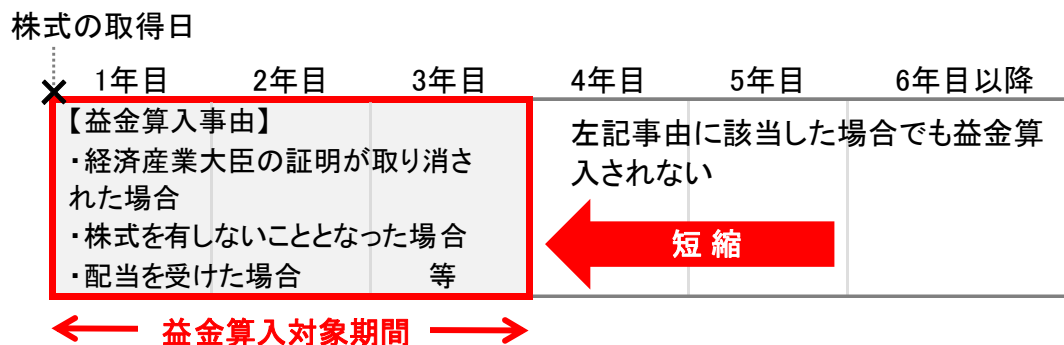 株式の取得日
1年目 2年目 3年目 4年目 5年目 6年目以降
【益金算入事由】
・経済産業大臣の証明が取り消さ
れた場合
・株式を有しないこととなった場合
・配当を受けた場合 等
左記事由に該当した場合でも益金算
入されない
短縮
益金算入対象期間